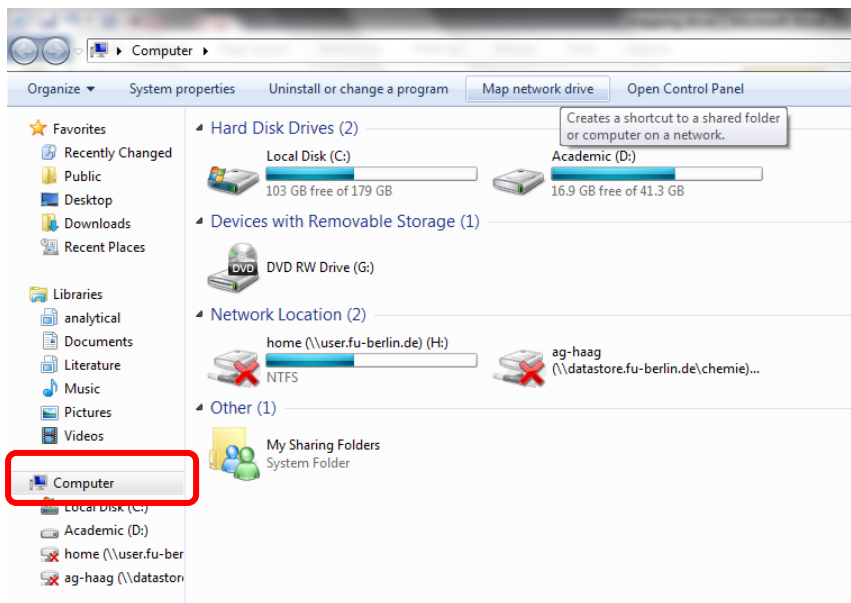 Computer
Organize System properties Uninstall or change a program Map network drive Open Control Panel
Creates a shortcut to a shared folder
or computer on a network.
Favorites
Recently Changed
Public
Desktop
Downloads
Recent Places
Libraries
analytical
Documents
Literature
Music
Pictures
Videos
Computer
Local Disk (C:)
Academic (D:)
home (\\user.fu-ber
ag-haag (\\datastor
Hard Disk Drives (2)
Local Disk (C:)
103 GB free of 179 GB
Academic (D:)
16.9 GB free of 41.3 GB
Devices with Removable Storage (1)
DVD
DVD RW Drive (G:)
Network Location (2)
home (\\user.fu-berlin.de) (H:)
NTFS
ag-haag
(\\datastore.fu-berlin.de\chemie)...
Other (1)
My Sharing Folders
System Folder